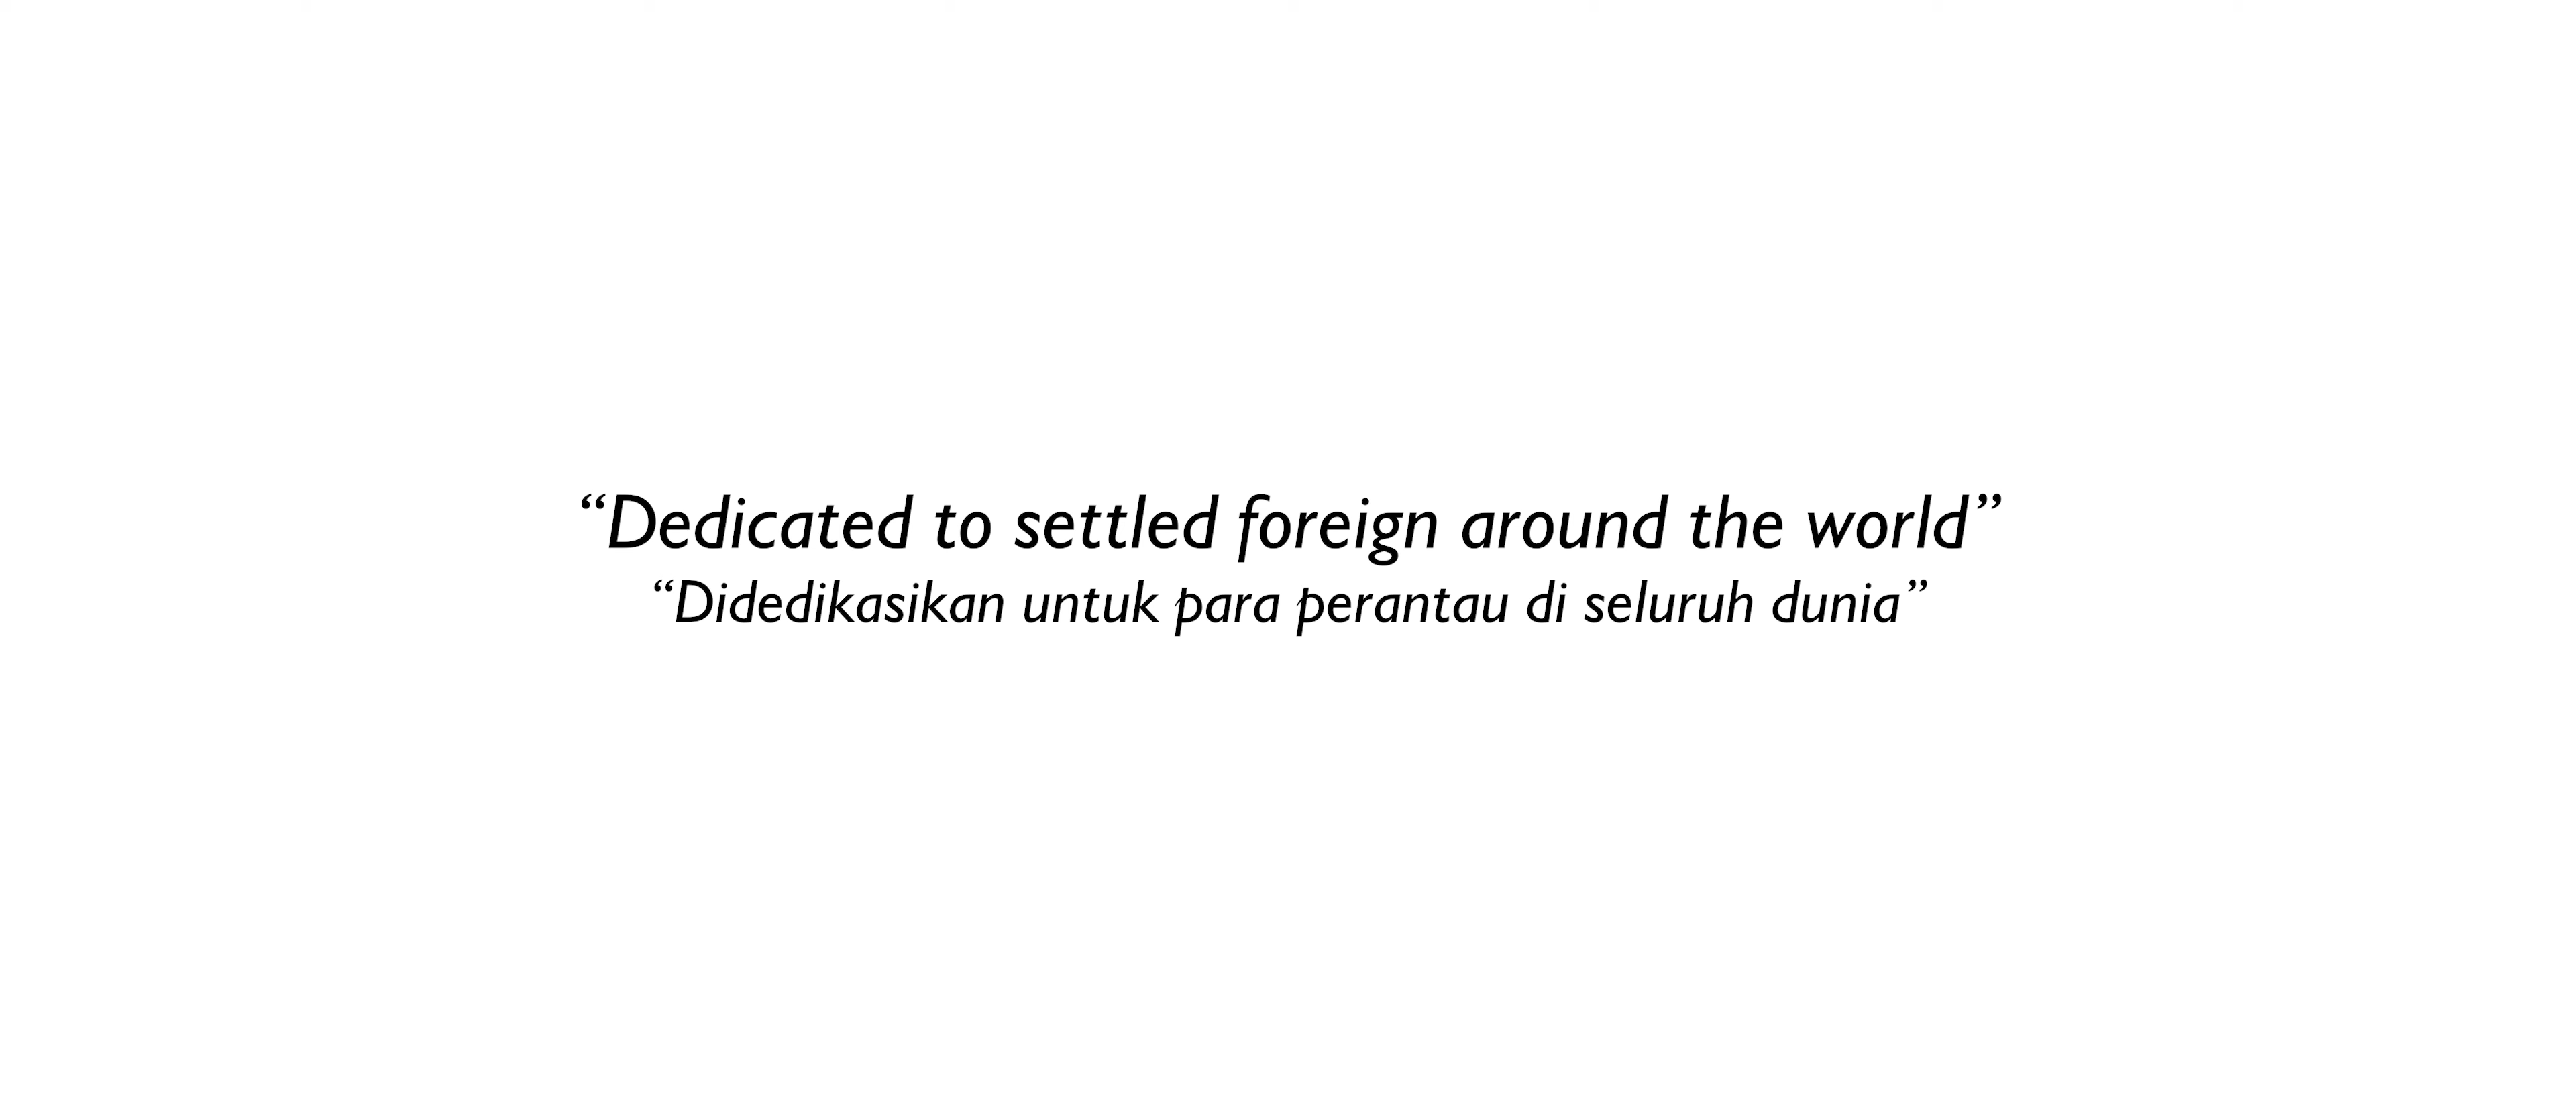 “Dedicated to settled foreign around the world”
“Didedikasikan untuk para perantau di seluruh dunia”